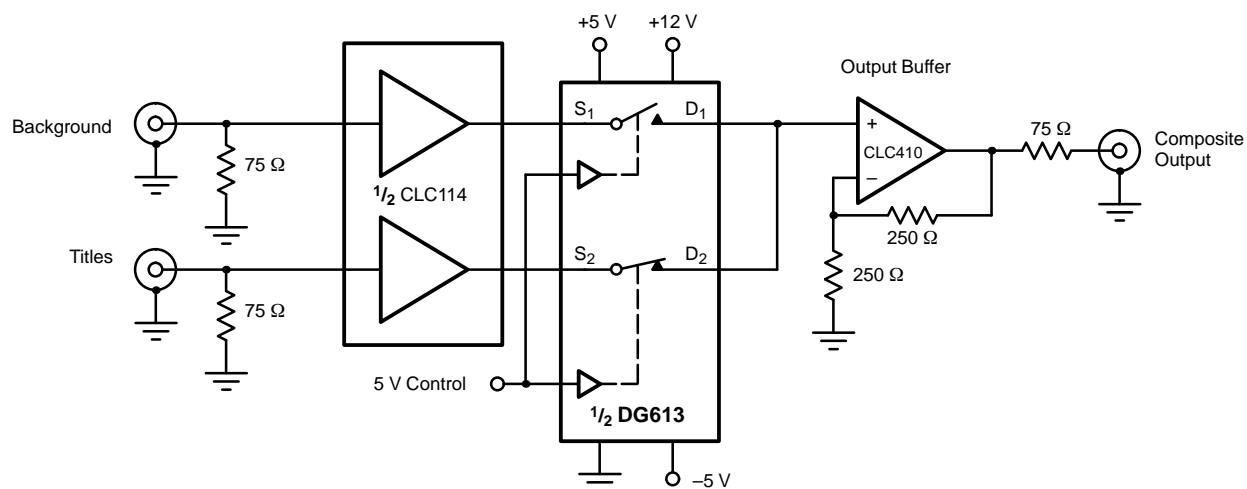 +5 V
+12 V
Output Buffer
Background
75 Ω
½ CLC114
S1
D1
+
CLC410
–
75 Ω
Composite
Output
250 Ω
250 Ω
Titles
75 Ω
S2
D2
5 V Control
½ DG613
–5 V